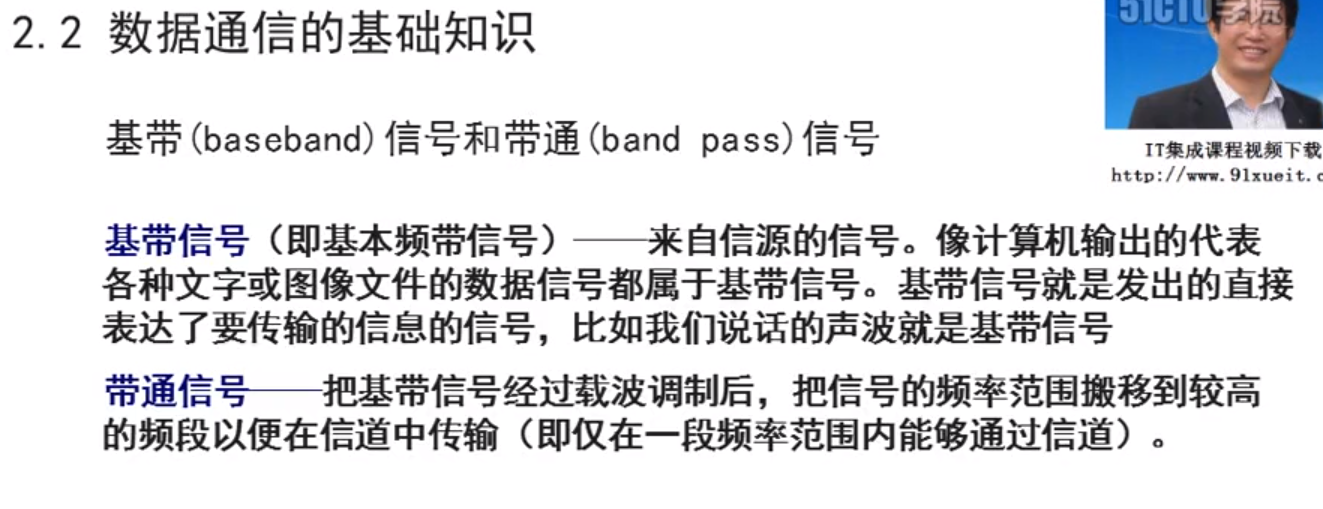 2.2 数据通信的基础知识
51CTO学院
基带(baseband)信号和带通(band pass)信号
IT集成课程视频下载
http://www.91xueit.c
基带信号（即基本频带信号）——来自信源的信号。像计算机输出的代表
各种文字或图像文件的数据信号都属于基带信号。基带信号就是发出的直接
表达了要传输的信息的信号，比如我们说话的声波就是基带信号
带通信号——把基带信号经过载波调制后，把信号的频率范围搬移到较高
的频段以便在信道中传输（即仅在一段频率范围内能够通过信道）。